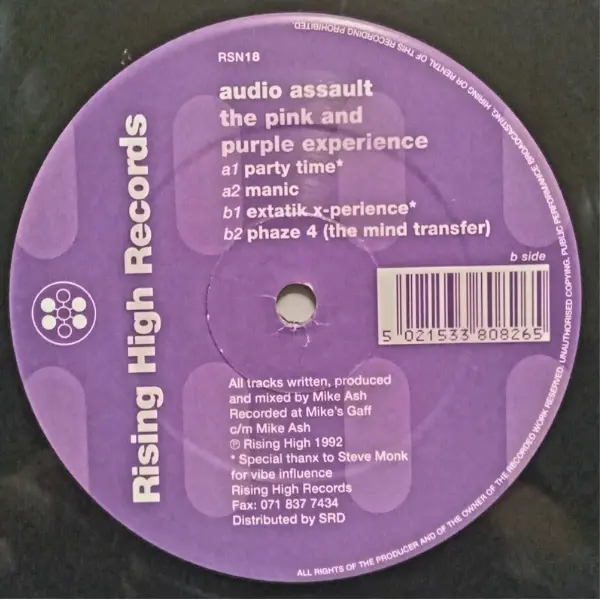 RSN18
audio assault
the pink and
purple experience
a1 party time*
a2 manic
b1 extatik x-perience*
b2 phaze 4 (the mind transfer)
b side
5 021533 808265
Rising High Records
All tracks written, produced
and mixed by Mike Ash
Recorded at Mike's Gaff
c/m Mike Ash
℗ Rising High 1992
* Special thanx to Steve Monk
for vibe influence
Rising High Records
Fax: 071 837 7434
Distributed by SRD
ALL RIGHTS OF THE PRODUCER AND OF THE OWNER OF THE RECORDED WORK RESERVED. UNAUTHORISED COPYING, PUBLIC PERFORMANCE BROADCASTING, HIRING OR RENTAL OF THIS RECORDING PROHIBITED.